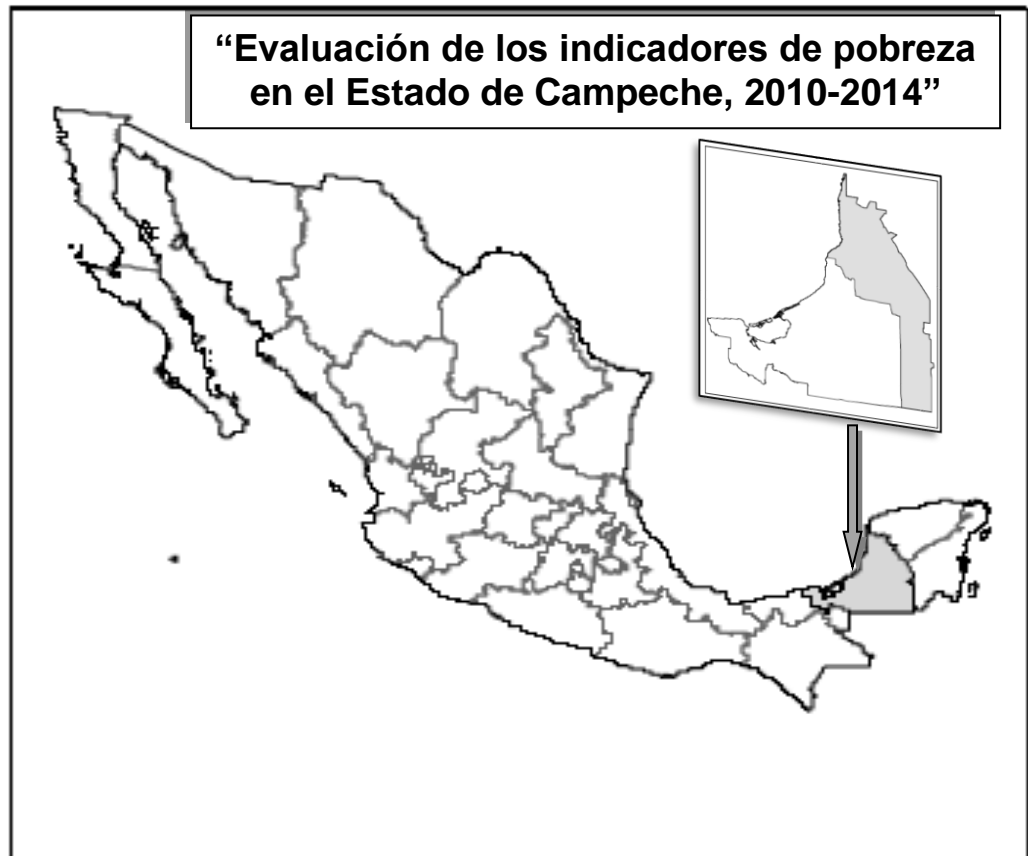 “Evaluación de los indicadores de pobreza
en el Estado de Campeche, 2010-2014”